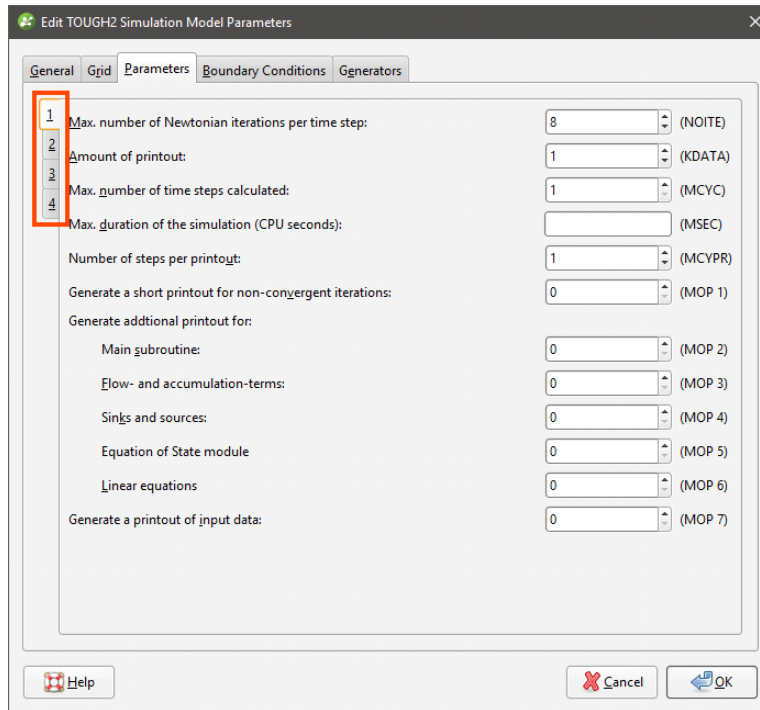 Edit TOUGH2 Simulation Model Parameters
General Grid Parameters Boundary Conditions Generators
1
2
3
4
Max. number of Newtonian iterations per time step: 8 (NOITE)
Amount of printout: 1 (KDATA)
Max. number of time steps calculated: 1 (MCYC)
Max. duration of the simulation (CPU seconds): (MSEC)
Number of steps per printout: 1 (MCYPR)
Generate a short printout for non-convergent iterations: 0 (MOP 1)
Generate addtional printout for:
Main subroutine: 0 (MOP 2)
Flow- and accumulation-terms: 0 (MOP 3)
Sinks and sources: 0 (MOP 4)
Equation of State module 0 (MOP 5)
Linear equations 0 (MOP 6)
Generate a printout of input data: 0 (MOP 7)
Help Cancel OK